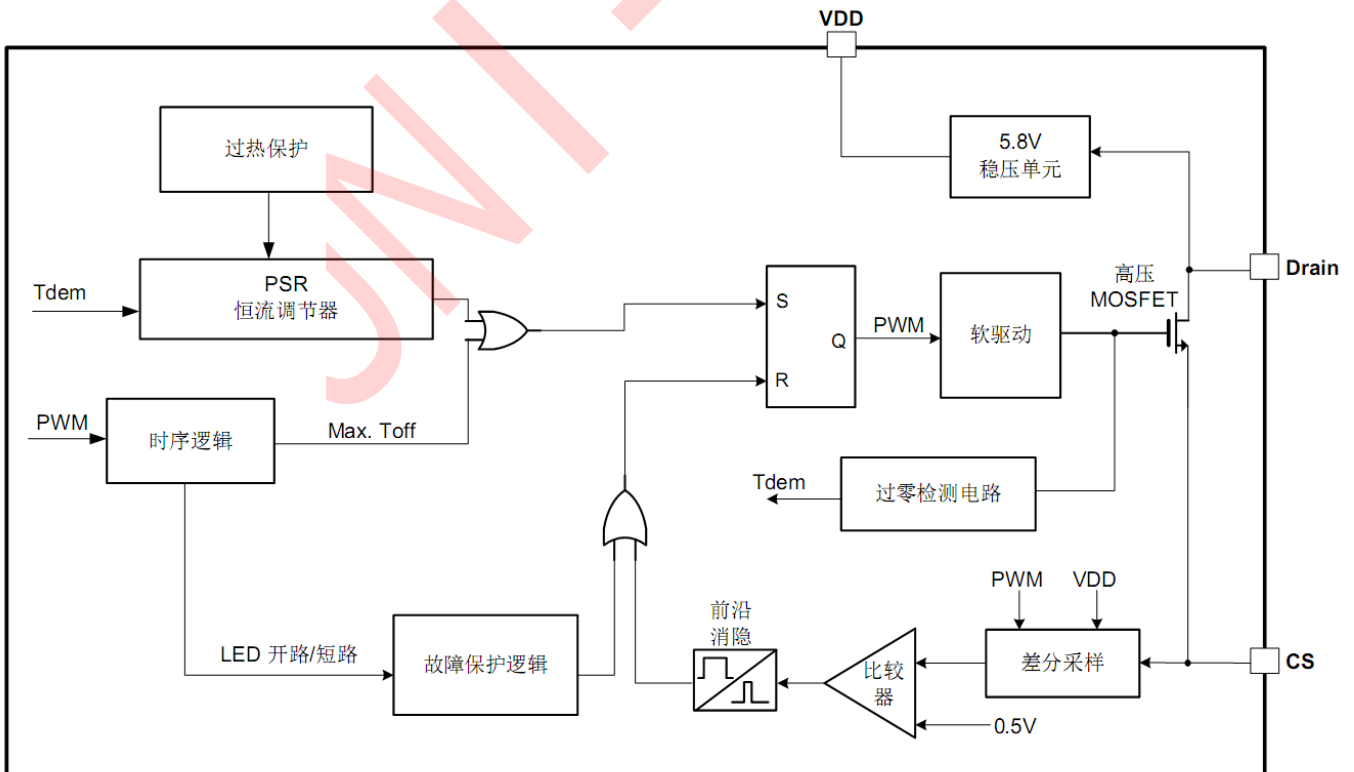 VDD
过热保护
5.8V
稳压单元
Drain
高压
MOSFET
Tdem
PSR
恒流调节器
S
Q
R
PWM
软驱动
PWM
时序逻辑
Max. Toff
Tdem
过零检测电路
PWM
VDD
前沿
消隐
LED 开路/短路
故障保护逻辑
比较
器
差分采样
CS
0.5V
UNI